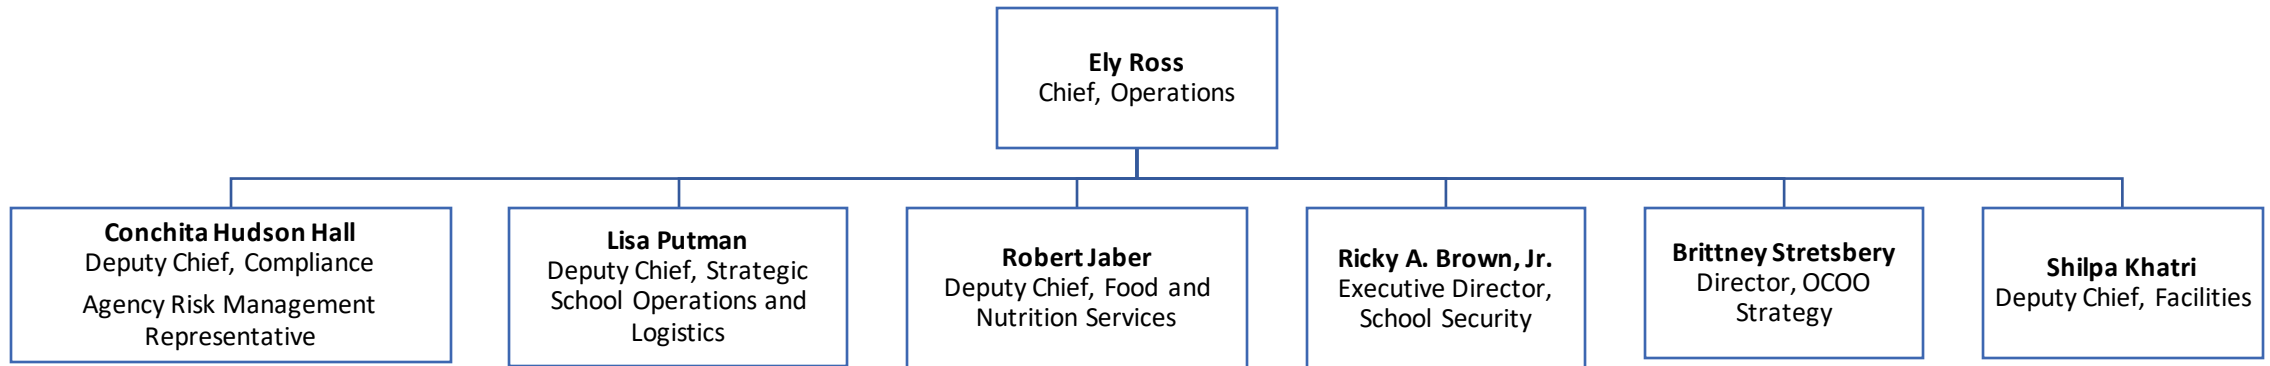 Ely Ross
Chief, Operations
Conchita Hudson Hall
Deputy Chief, Compliance
Agency Risk Management
Representative
Lisa Putman
Deputy Chief, Strategic
School Operations and
Logistics
Robert Jaber
Deputy Chief, Food and
Nutrition Services
Ricky A. Brown, Jr.
Executive Director,
School Security
Brittney Stretsbery
Director, OCOO
Strategy
Shilpa Khatri
Deputy Chief, Facilities